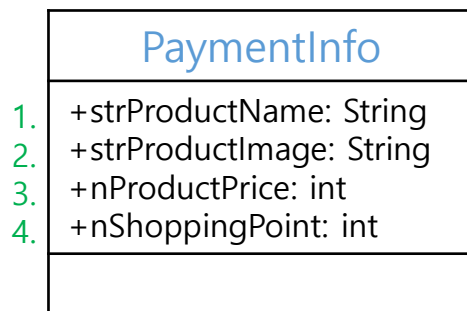 PaymentInfo
1. +strProductName: String
2. +strProductImage: String
3. +nProductPrice: int
4. +nShoppingPoint: int